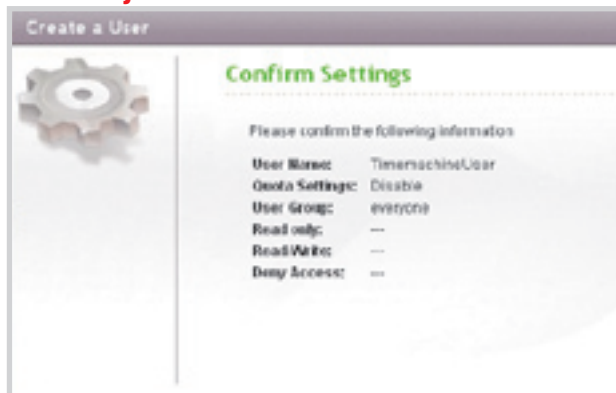 Create a User
Confirm Settings
Please confirm the following information
User Name: TimemachineUser
Quota Settings: Disable
User Group: everyone
Read only: ---
Read/Write: ---
Deny Access: ---